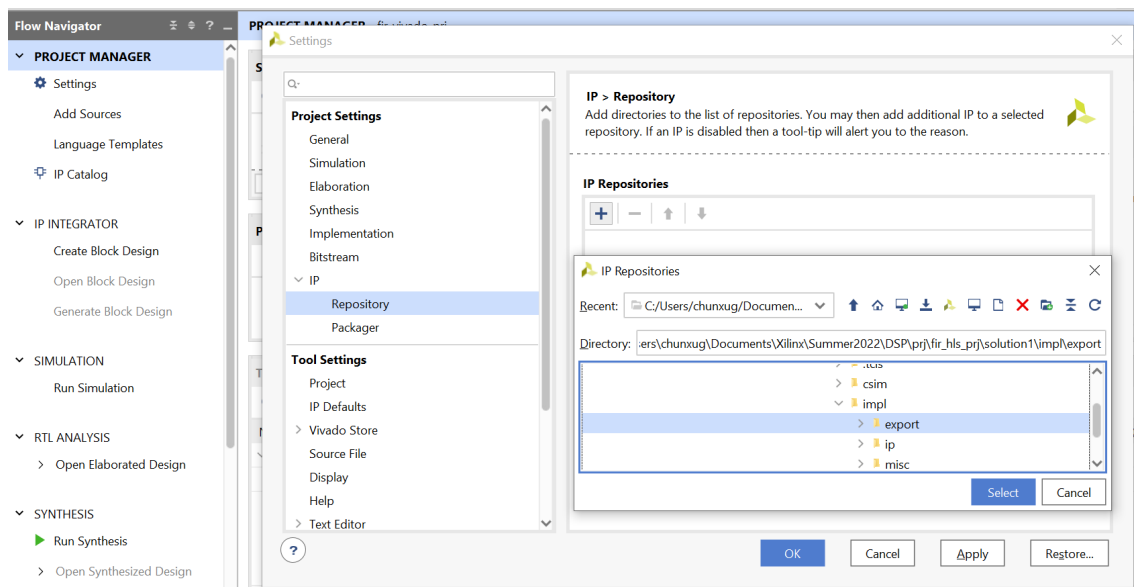 Flow Navigator
?
PROJECT MANAGER
Settings
Add Sources
Language Templates
IP Catalog
IP INTEGRATOR
Create Block Design
Open Block Design
Generate Block Design
SIMULATION
Run Simulation
RTL ANALYSIS
Open Elaborated Design
SYNTHESIS
Run Synthesis
Open Synthesized Design
Settings
Project Settings
General
Simulation
Elaboration
Synthesis
Implementation
Bitstream
IP
Repository
Packager
Tool Settings
Project
IP Defaults
Vivado Store
Source File
Display
Help
Text Editor
?
IP > Repository
Add directories to the list of repositories. You may then add additional IP to a selected
repository. If an IP is disabled then a tool-tip will alert you to the reason.
IP Repositories
IP Repositories
Recent: C:/Users/chunxug/Documen...
Directory: :ers\chunxug\Documents\Xilinx\Summer2022\DSP\prj\fir_hls_prj\solution1\impl\export
csim
impl
export
ip
misc
Select Cancel
OK Cancel Apply Restore...